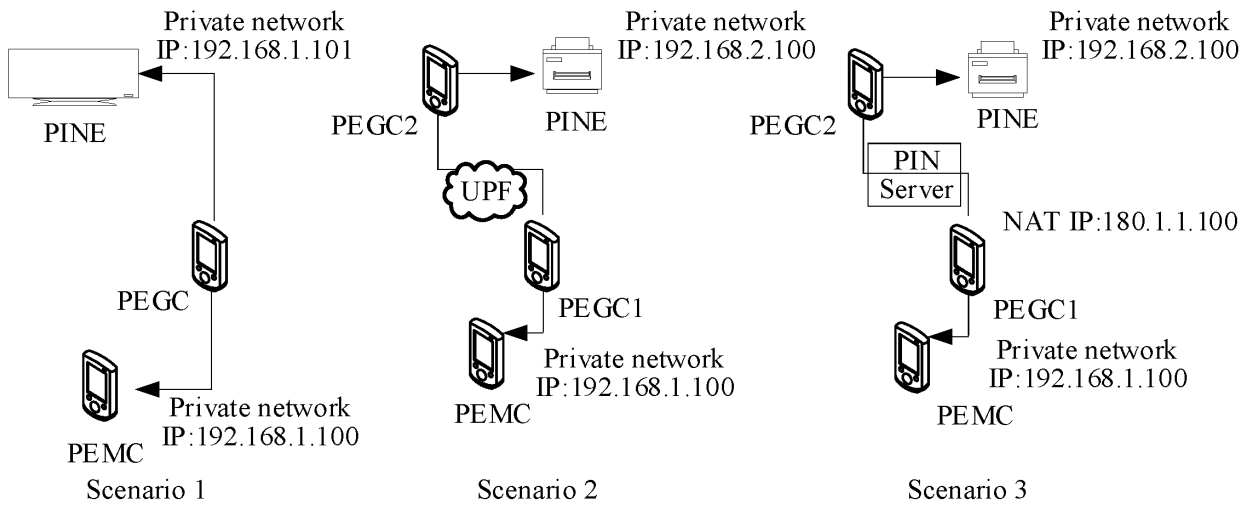 Private network
IP:192.168.1.101
PINE
PEGC
PEMC
Private network
IP:192.168.1.100
Scenario 1
Private network
IP:192.168.2.100
PEGC2
PINE
UPF
PEGC1
Private network
IP:192.168.1.100
PEMC
Scenario 2
Private network
IP:192.168.2.100
PEGC2
PINE
PIN
Server
NAT IP:180.1.1.100
PEGC1
Private network
IP:192.168.1.100
PEMC
Scenario 3